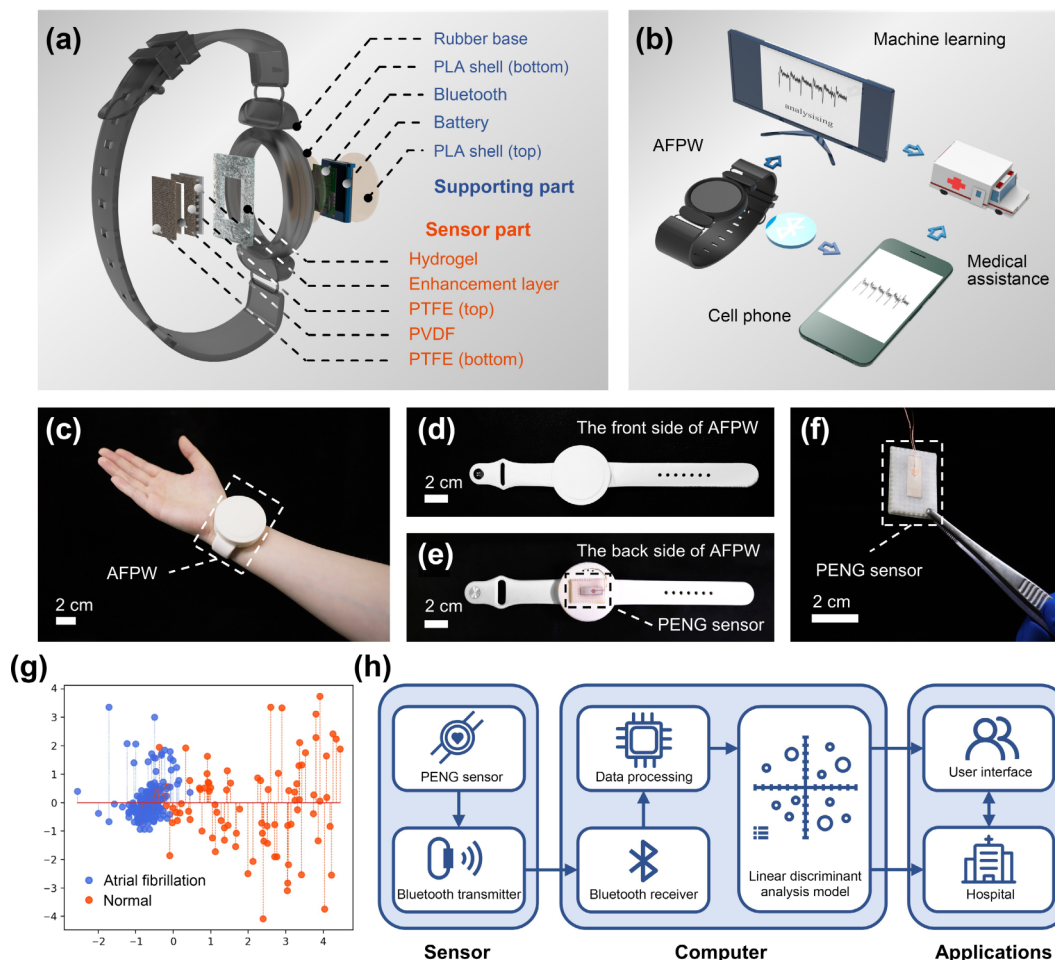 (a)
Rubber base
PLA shell (bottom)
Bluetooth
Battery
PLA shell (top)
Supporting part
Sensor part
Hydrogel
Enhancement layer
PTFE (top)
PVDF
PTFE (bottom)
(b)
Machine learning
analysising
AFPW
Medical
assistance
Cell phone
(c)
AFPW
2 cm
(d)
The front side of AFPW
2 cm
(e)
The back side of AFPW
2 cm
PENG sensor
(f)
PENG sensor
2 cm
(g)
4
3
2
1
0
-1
-2
-3
-4
Atrial fibrillation
Normal
-2 -1 0 1 2 3 4
(h)
PENG sensor
Bluetooth transmitter
Sensor
Data processing
Bluetooth receiver
Linear discriminant
analysis model
Computer
User interface
Hospital
Applications